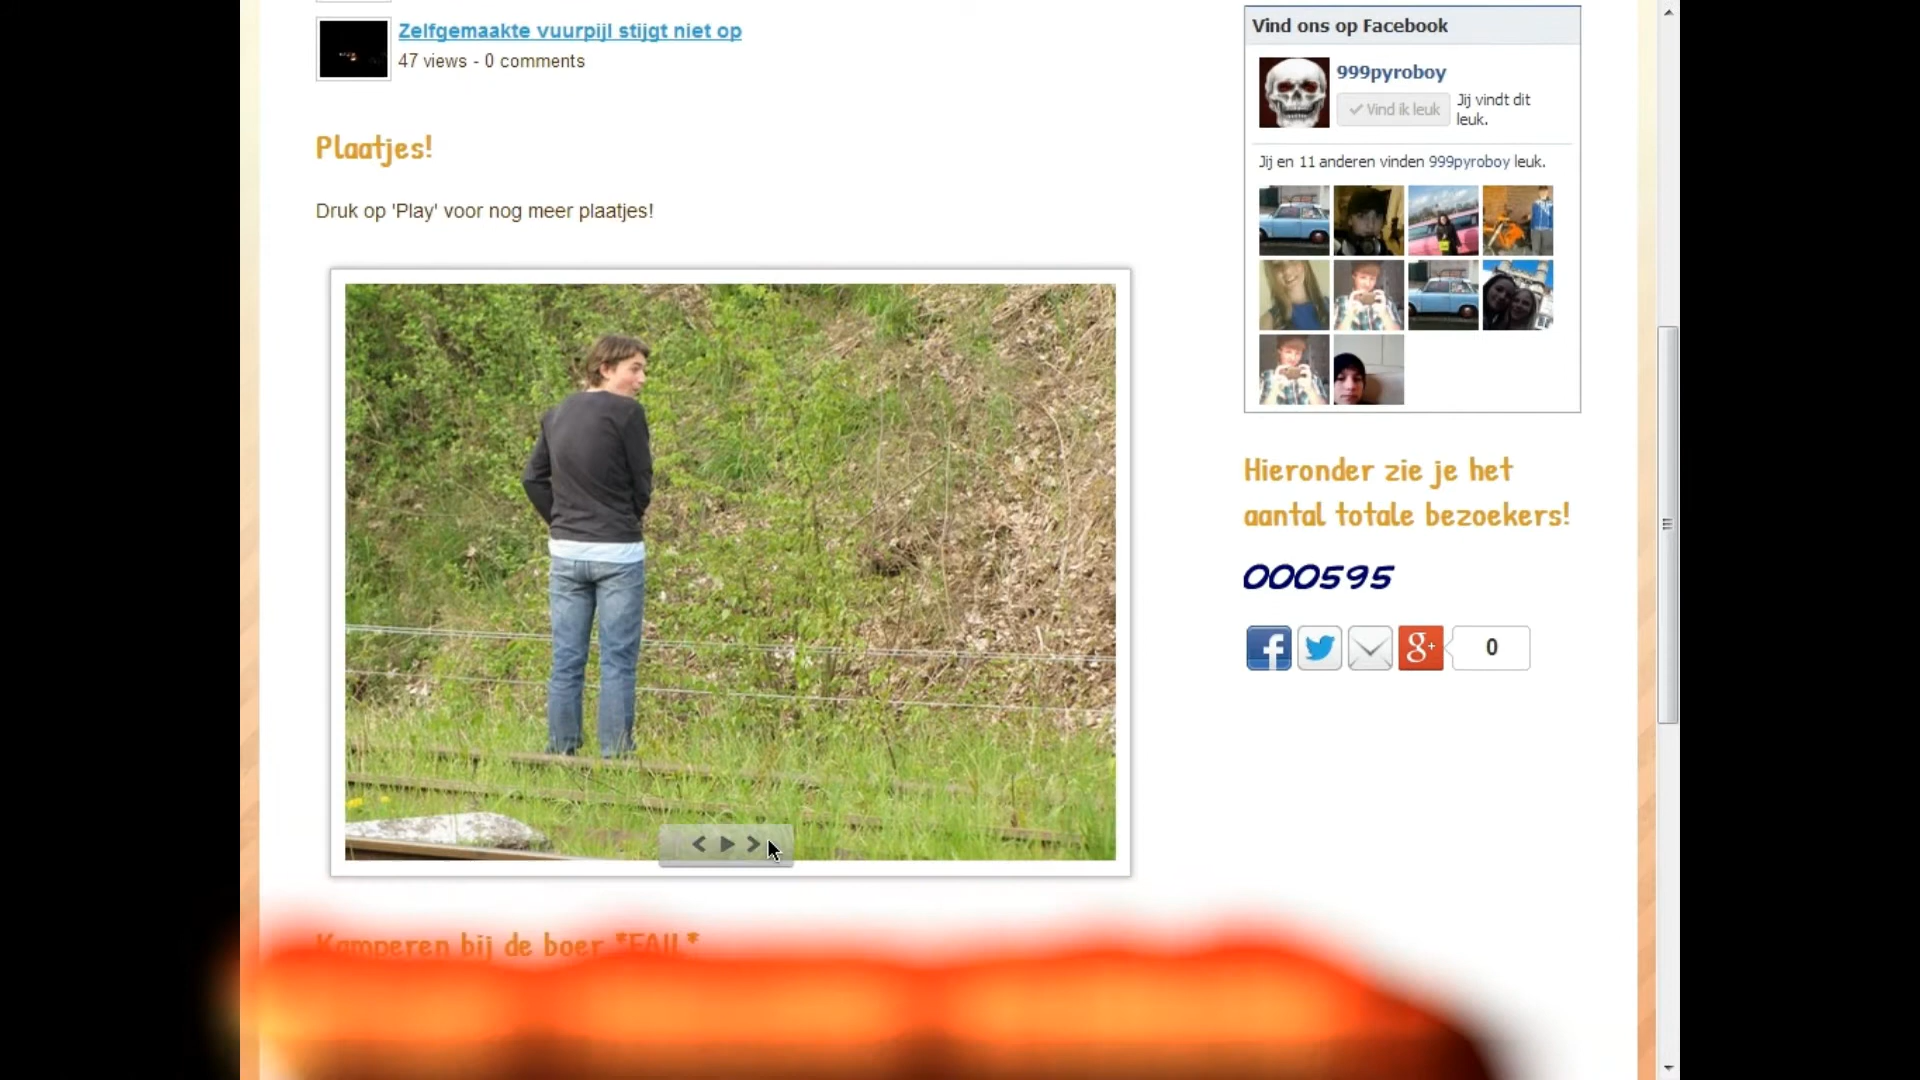 Zelfgemaakte vuurpijl stijgt niet op
47 views - 0 comments
Plaatjes!
Druk op 'Play' voor nog meer plaatjes!
Kamperen bij de boer *FAIL*
Vind ons op Facebook
999pyroboy
Vind ik leuk
Jij vindt dit
leuk.
Jij en 11 anderen vinden 999pyroboy leuk.
Hieronder zie je het
aantal totale bezoekers!
000595
0